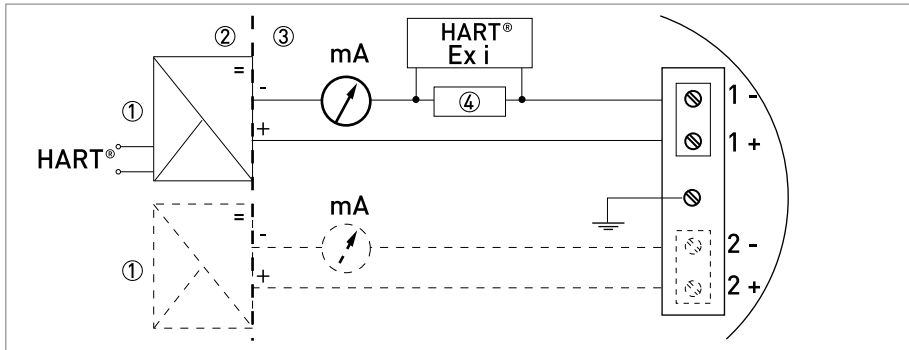 ② ③
HART®
Ex i
mA
=
-
④
1 -
①
+
1 +
HART®
=
mA
-
2 -
①
+
2 +